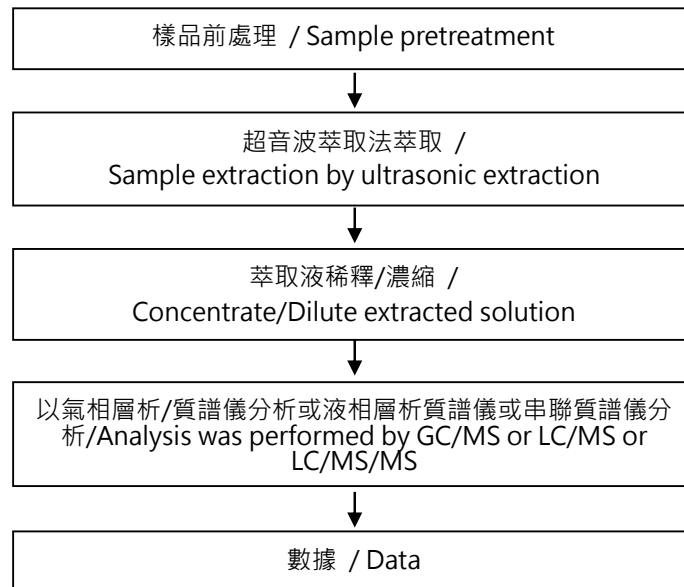 樣品前處理 / Sample pretreatment
超音波萃取法萃取 /
Sample extraction by ultrasonic extraction
萃取液稀釋/濃縮 /
Concentrate/Dilute extracted solution
以氣相層析/質譜儀分析或液相層析質譜儀或串聯質譜儀分
析/Analysis was performed by GC/MS or LC/MS or
LC/MS/MS
數據 / Data